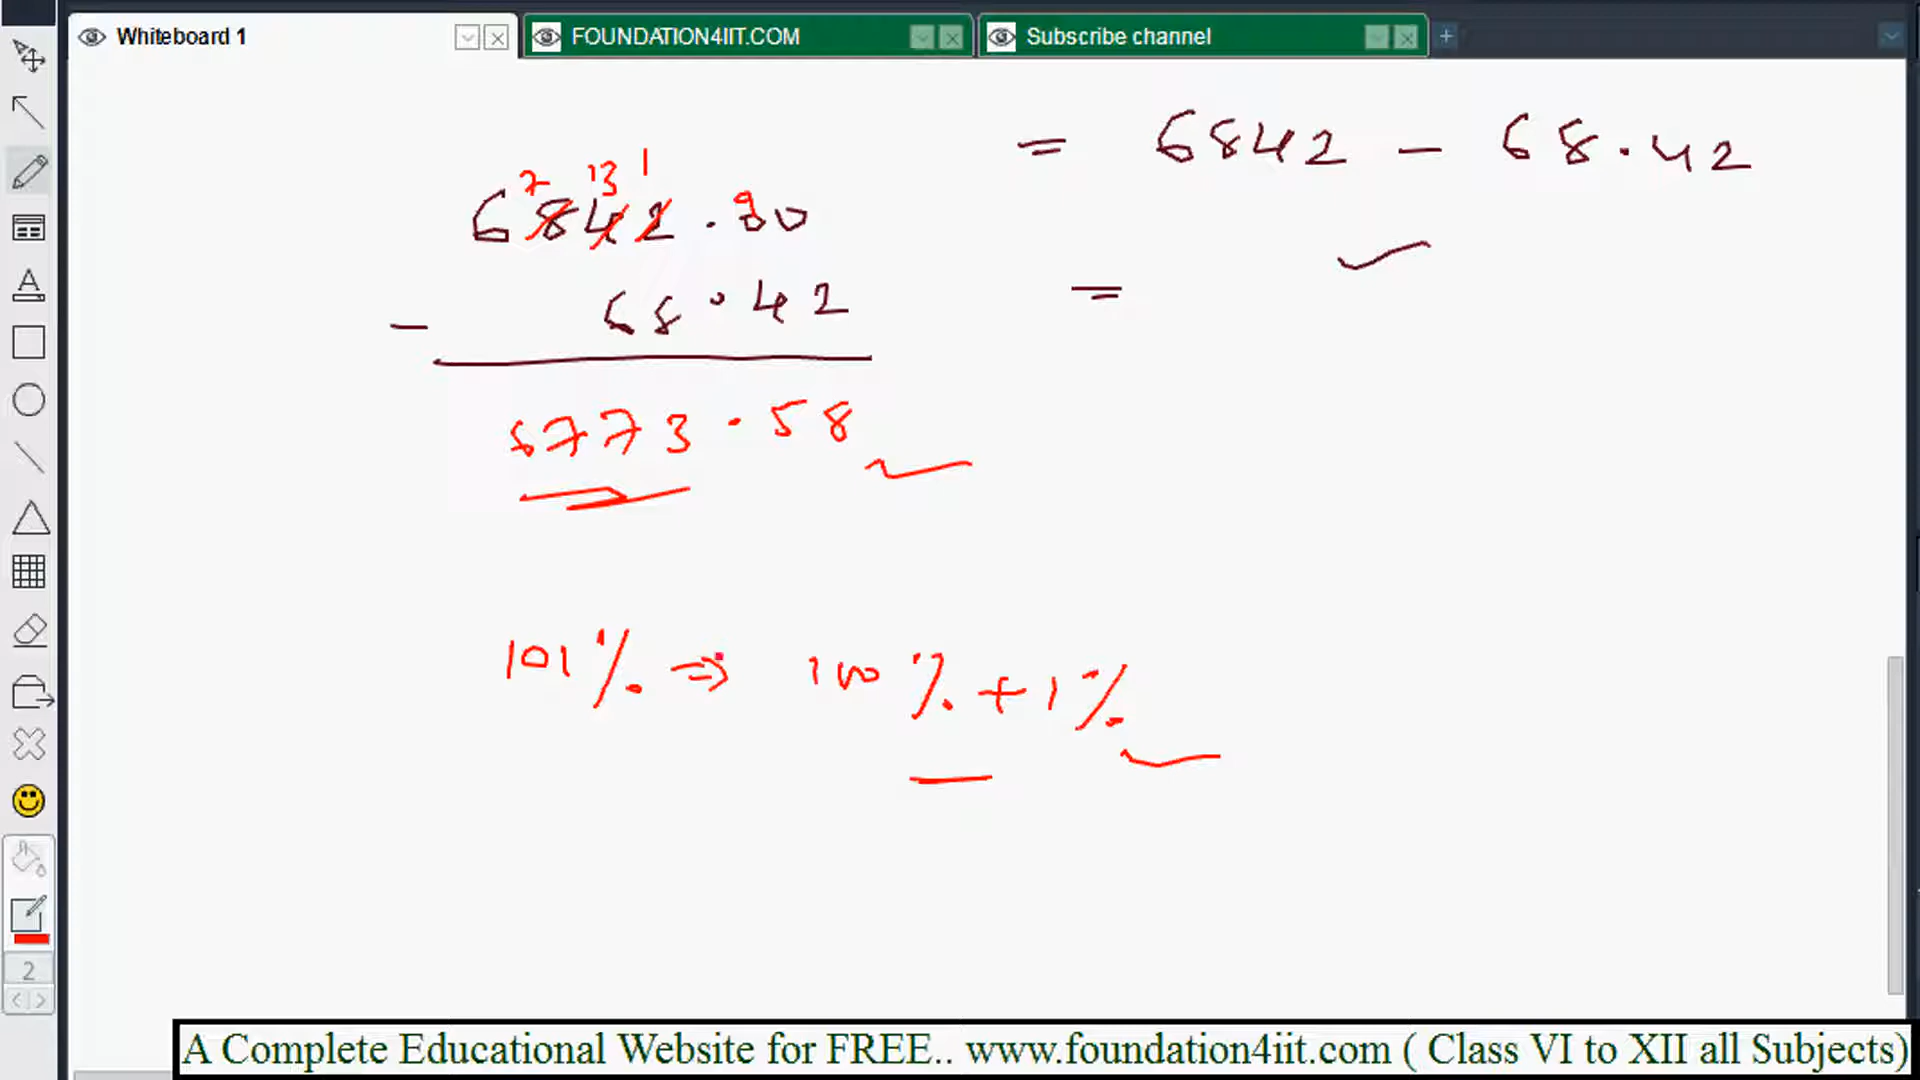 Whiteboard 1
FOUNDATION4IIT.COM
Subscribe channel
= 6842 - 68.42
7 13 1
6842.00
9
- 68.42
=
6773.58
101% ⇒ 100% + 1%
2
A Complete Educational Website for FREE.. www.foundation4iit.com ( Class VI to XII all Subjects)